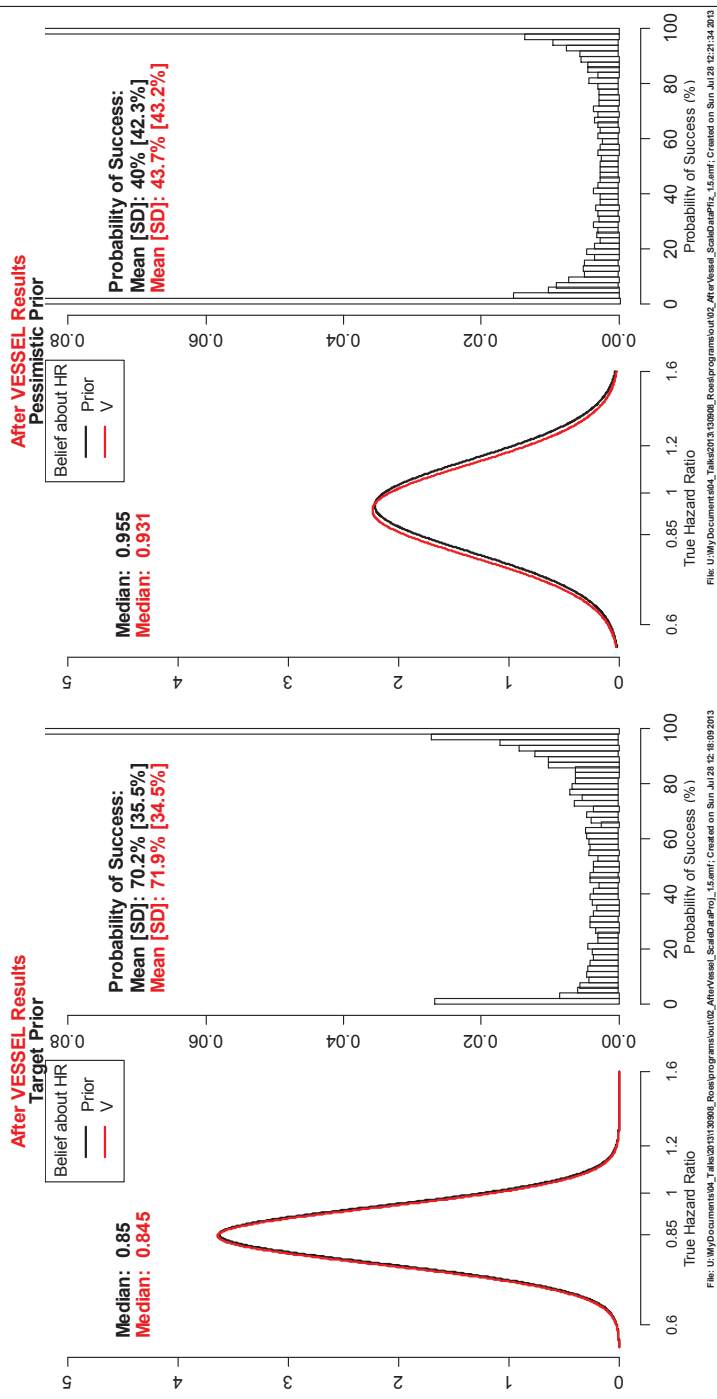 After VESSEL Results
Target Prior
Belief about HR
Prior
V
Median: 0.85
Median: 0.845
5
4
3
2
1
0
0.6
0.85
1
1.2
1.6
True Hazard Ratio
Probability of Success:
Mean [SD]: 70.2% [35.5%]
Mean [SD]: 71.9% [34.5%]
0.08
0.06
0.04
0.02
0.00
0
20
40
60
80
100
Probability of Success (%)
File: U:\MyDocuments\04_Talks\2013\130908_Roes\programs\out\02_AfterVessel_ScaleDataProj_1.5.emf; Created on Sun Jul 28 12:18:09 2013
After VESSEL Results
Pessimistic Prior
Belief about HR
Prior
V
Median: 0.955
Median: 0.931
5
4
3
2
1
0
0.6
0.85
1
1.2
1.6
True Hazard Ratio
Probability of Success:
Mean [SD]: 40% [42.3%]
Mean [SD]: 43.7% [43.2%]
0.08
0.06
0.04
0.02
0.00
0
20
40
60
80
100
Probability of Success (%)
File: U:\MyDocuments\04_Talks\2013\130908_Roes\programs\out\02_AfterVessel_ScaleDataPfiz_1.5.emf; Created on Sun Jul 28 12:21:34 2013